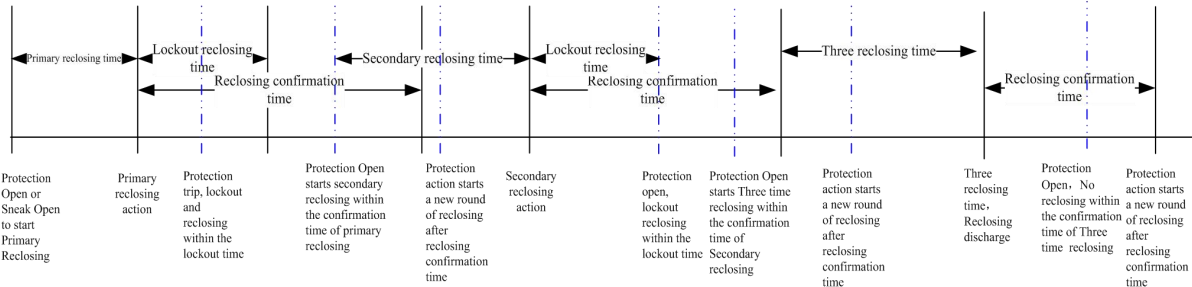 Primary reclosing time
Lockout reclosing
time
Reclosing confirmation
time
Secondary reclosing time
Lockout reclosing
time
Reclosing confirmation
time
Three reclosing time
Reclosing confirmation
time
Protection
Open or
Sneak Open
to start
Primary
Reclosing
Primary
reclosing
action
Protection
trip, lockout
and
reclosing
within the
lockout time
Protection Open
starts secondary
reclosing within
the confirmation
time of primary
reclosing
Protection
action starts
a new round
of reclosing
after
reclosing
confirmation
time
Secondary
reclosing
action
Protection
open,
lockout
reclosing
within the
lockout time
Protection Open
starts Three time
reclosing within
the confirmation
time of
Secondary
reclosing
Protection
action starts
a new round
of reclosing
after
reclosing
confirmation
time
Three
reclosing
time,
Reclosing
discharge
Protection
Open, No
reclosing within
the confirmation
time of Three
time reclosing
Protection
action starts
a new round
of reclosing
after
reclosing
confirmation
time